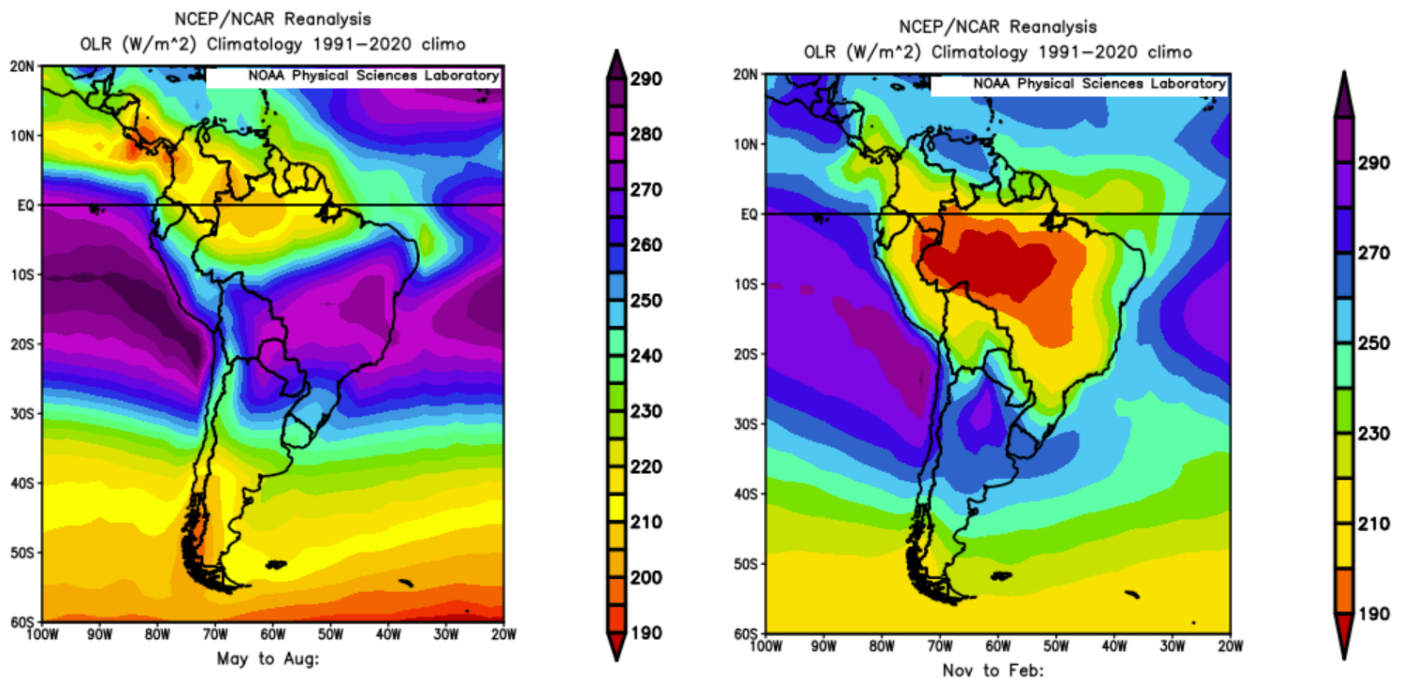 NCEP/NCAR Reanalysis
OLR (W/m^2) Climatology 1991-2020 climo
NOAA Physical Sciences Laboratory
20N
10N
EQ
10S
20S
30S
40S
50S
60S
100W 90W 80W 70W 60W 50W 40W 30W 20W
May to Aug:
290
280
270
260
250
240
230
220
210
200
190
NCEP/NCAR Reanalysis
OLR (W/m^2) Climatology 1991-2020 climo
NOAA Physical Sciences Laboratory
20N
10N
EQ
10S
20S
30S
40S
50S
60S
100W 90W 80W 70W 60W 50W 40W 30W 20W
Nov to Feb:
290
270
250
230
210
190